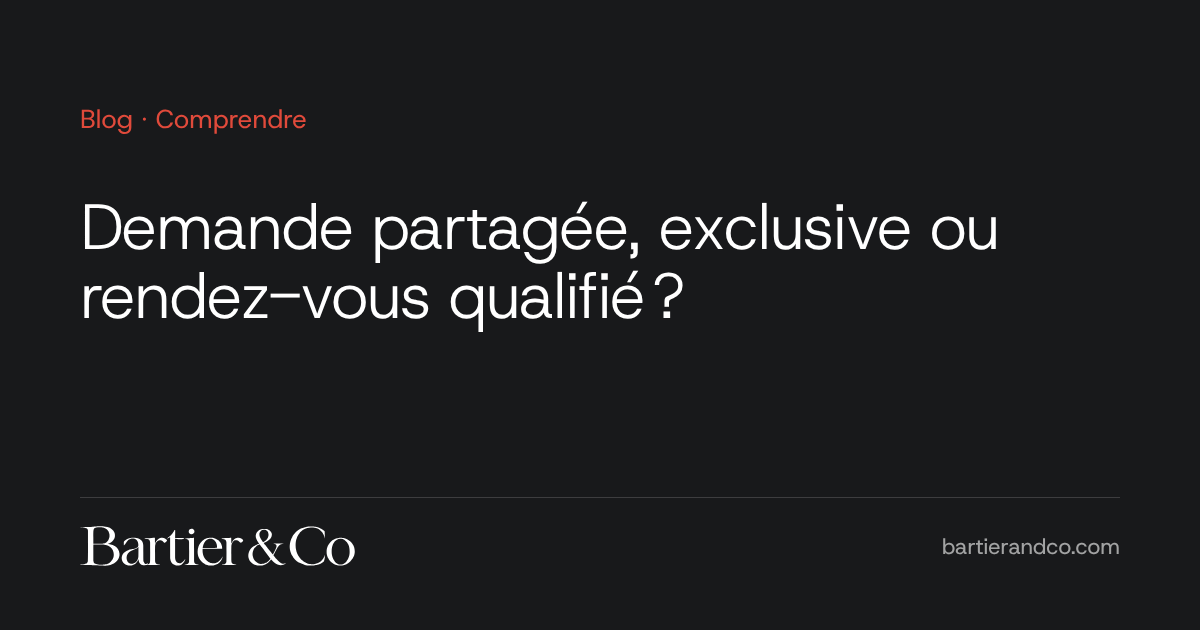 Blog · Comprendre
Demande partagée, exclusive ou
rendez-vous qualifié ?
Bartier & Co
bartierandco.com